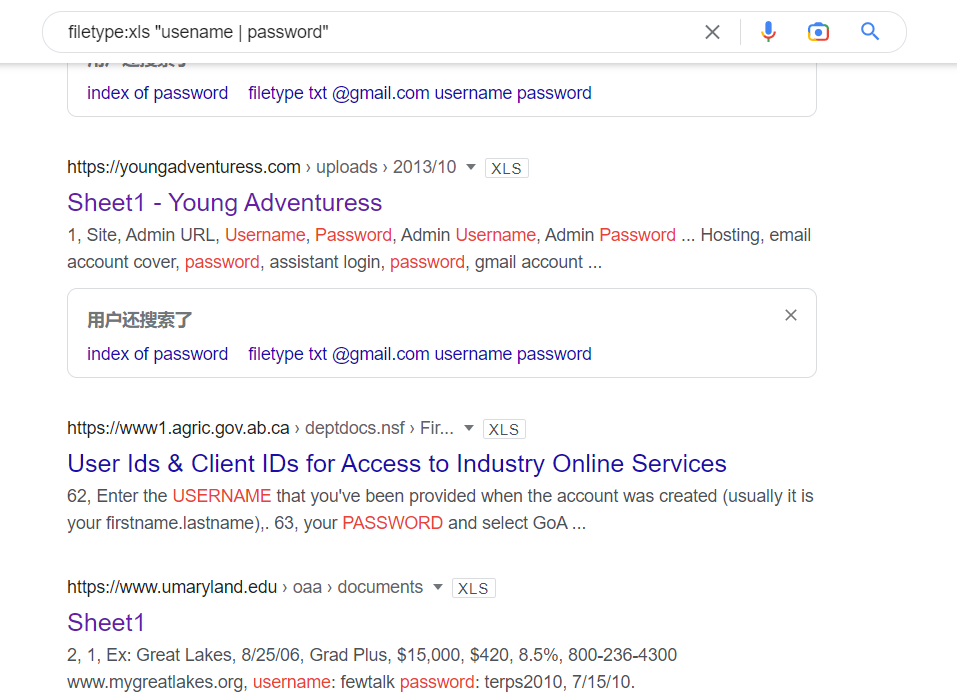 filetype:xls "usename | password"
用户还搜索了
index of password filetype txt @gmail.com username password
https://youngadventuress.com › uploads › 2013/10 XLS
Sheet1 - Young Adventuress
1, Site, Admin URL, Username, Password, Admin Username, Admin Password ... Hosting, email
account cover, password, assistant login, password, gmail account ...
用户还搜索了
index of password filetype txt @gmail.com username password
https://www1.agric.gov.ab.ca › deptdocs.nsf › Fir... XLS
User Ids & Client IDs for Access to Industry Online Services
62, Enter the USERNAME that you've been provided when the account was created (usually it is
your firstname.lastname),. 63, your PASSWORD and select GoA ...
https://www.umaryland.edu › oaa › documents XLS
Sheet1
2, 1, Ex: Great Lakes, 8/25/06, Grad Plus, $15,000, $420, 8.5%, 800-236-4300
www.mygreatlakes.org, username: fewtalk password: terps2010, 7/15/10.